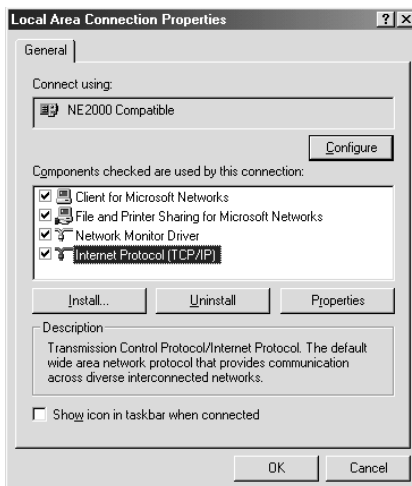 Local Area Connection Properties
General
Connect using:
NE2000 Compatible
Configure
Components checked are used by this connection:
Client for Microsoft Networks
File and Printer Sharing for Microsoft Networks
Network Monitor Driver
Internet Protocol (TCP/IP)
Install... Uninstall Properties
Description
Transmission Control Protocol/Internet Protocol. The default
wide area network protocol that provides communication
across diverse interconnected networks.
Show icon in taskbar when connected
OK Cancel